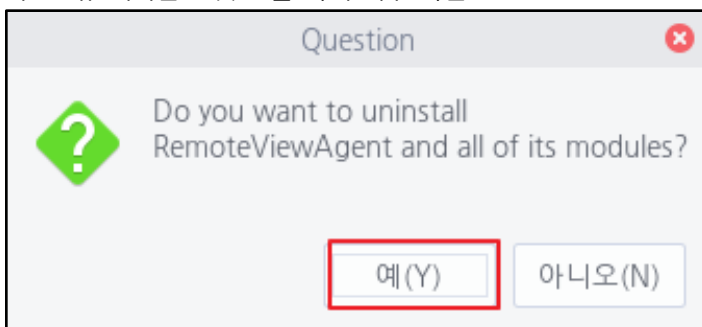 Question
Do you want to uninstall
RemoteViewAgent and all of its modules?
예(Y)
아니오(N)